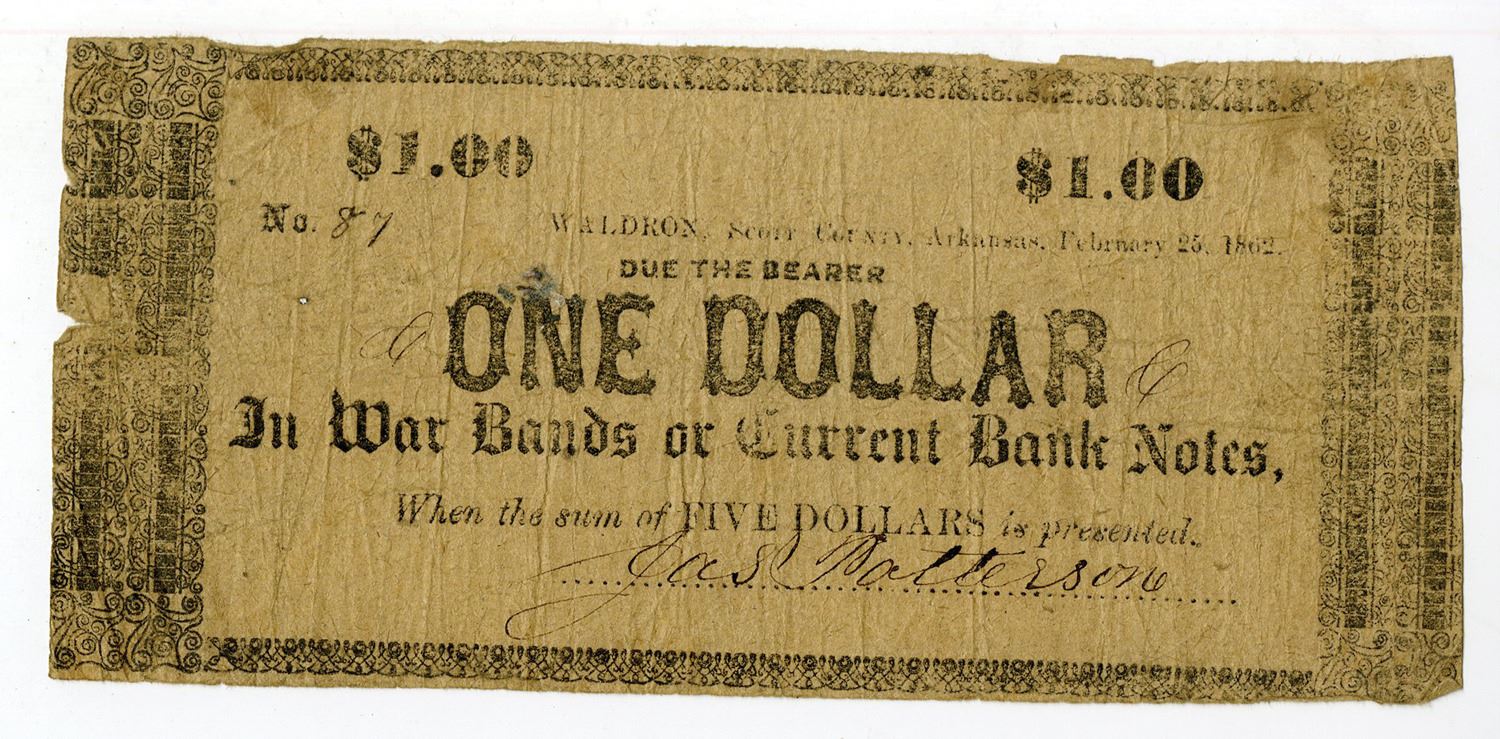 $1.00 $1.00
No. 87 WALDRON, Scott County, Arkansas, February 25, 1862.
DUE THE BEARER
C ONE DOLLAR C
In War Bands or Current Bank Notes,
When the sum of FIVE DOLLARS is presented.
Jas Patterson